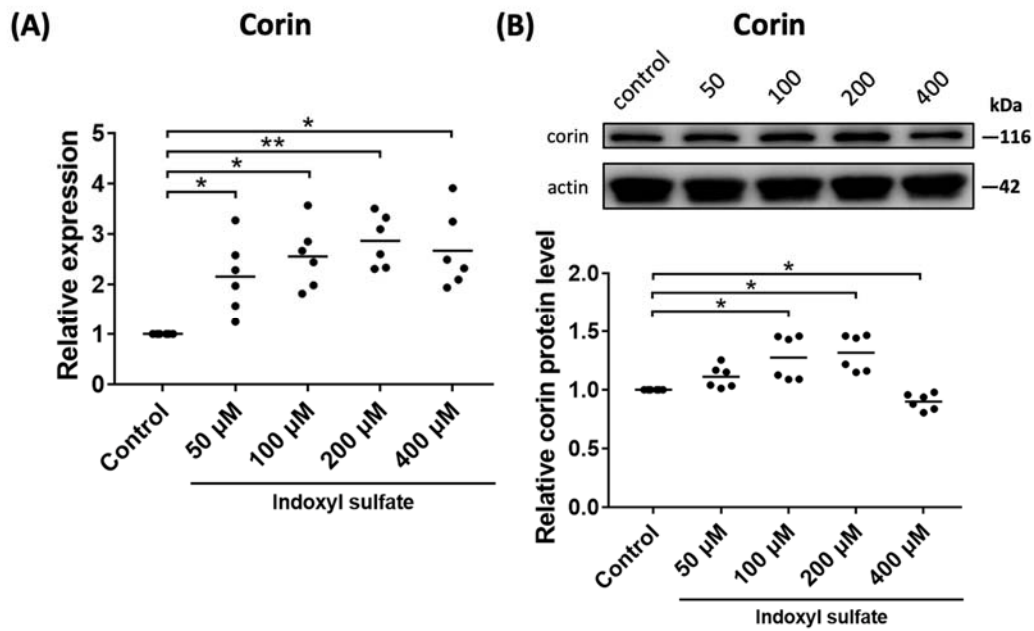 (A) Corin
Relative expression
5
4
3
2
1
0
*
**
*
*
Control
50 µM
100 µM
200 µM
400 µM
Indoxyl sulfate
(B) Corin
control 50 100 200 400 kDa
corin —116
actin —42
Relative corin protein level
2.0
1.5
1.0
0.5
0.0
*
*
*
Control
50 µM
100 µM
200 µM
400 µM
Indoxyl sulfate